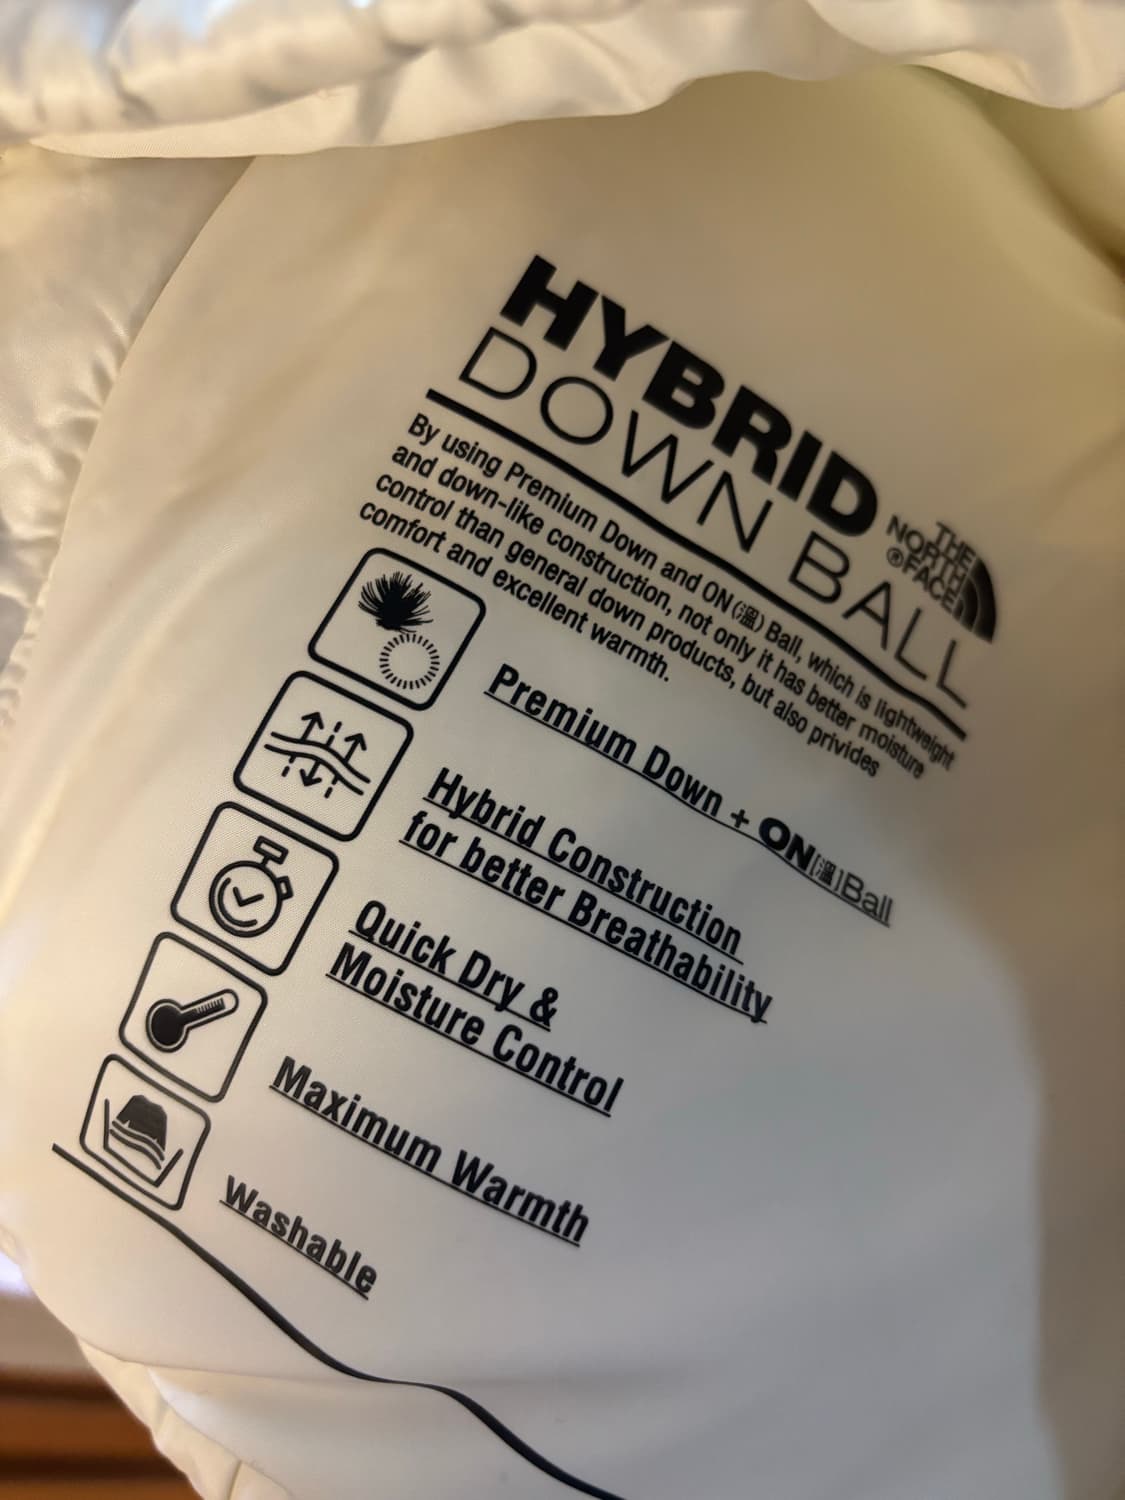 HYBRID
DOWN BALL
THE
NORTH
®FACE
By using Premium Down and ON(溫) Ball, which is lightweight
and down-like construction, not only it has better moisture
control than general down products, but also privides
comfort and excellent warmth.
Premium Down + ON(溫)Ball
Hybrid Construction
for better Breathability
Quick Dry &
Moisture Control
Maximum Warmth
Washable